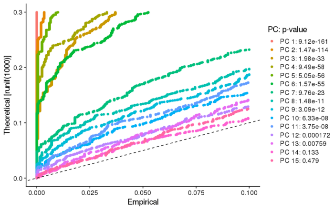 PC: p-value
PC 1: 9.12e-161
PC 2: 1.47e-114
PC 3: 1.98e-33
PC 4: 9.49e-58
PC 5: 5.05e-56
PC 6: 1.57e-55
PC 7: 9.76e-23
PC 8: 1.48e-11
PC 9: 3.09e-12
PC 10: 6.33e-08
PC 11: 3.75e-08
PC 12: 0.000172
PC 13: 0.00759
PC 14: 0.133
PC 15: 0.479
Theoretical [runif(1000)]
0.3
0.2
0.1
0.0
0.000
0.025
0.050
0.075
0.100
Empirical